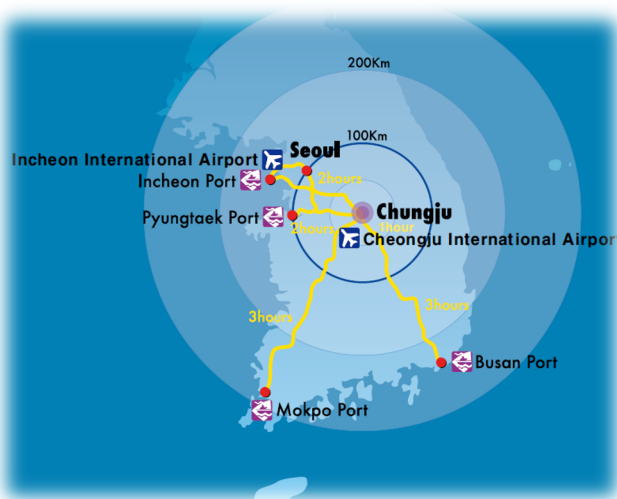 200Km
100Km
Seoul
Incheon International Airport
2hours
Incheon Port
Chungju
Pyungtaek Port
2hours
1hour
Cheongju International Airport
3hours
3hours
Busan Port
Mokpo Port